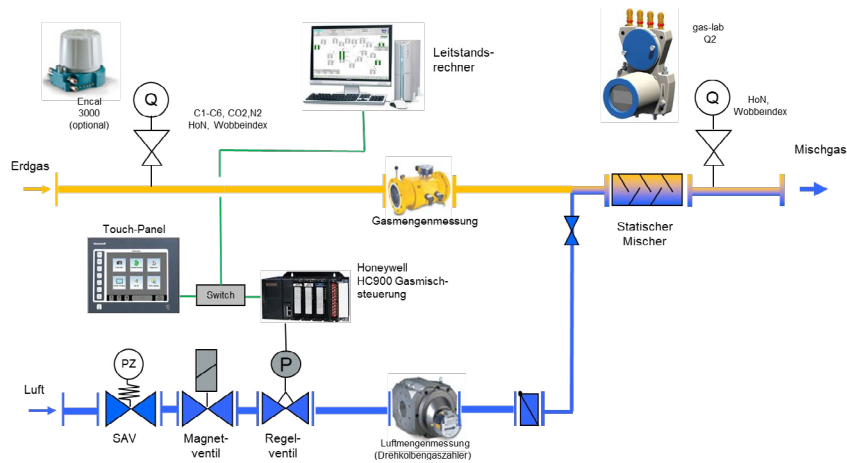 Leitstands-
rechner
gas-lab
Q2
Encal
3000
(optional)
Q
C1-C6, CO2,N2
HoN, Wobbeindex
Q
HoN,
Wobbeindex
Erdgas
Mischgas
Gasmengenmessung
Statischer
Mischer
Touch-Panel
Honeywell
Switch
Honeywell
HC900 Gasmisch-
steuerung
PZ
P
Luft
SAV
Magnet-
ventil
Regel-
ventil
Luftmengenmessung
(Drehkolbengaszähler)